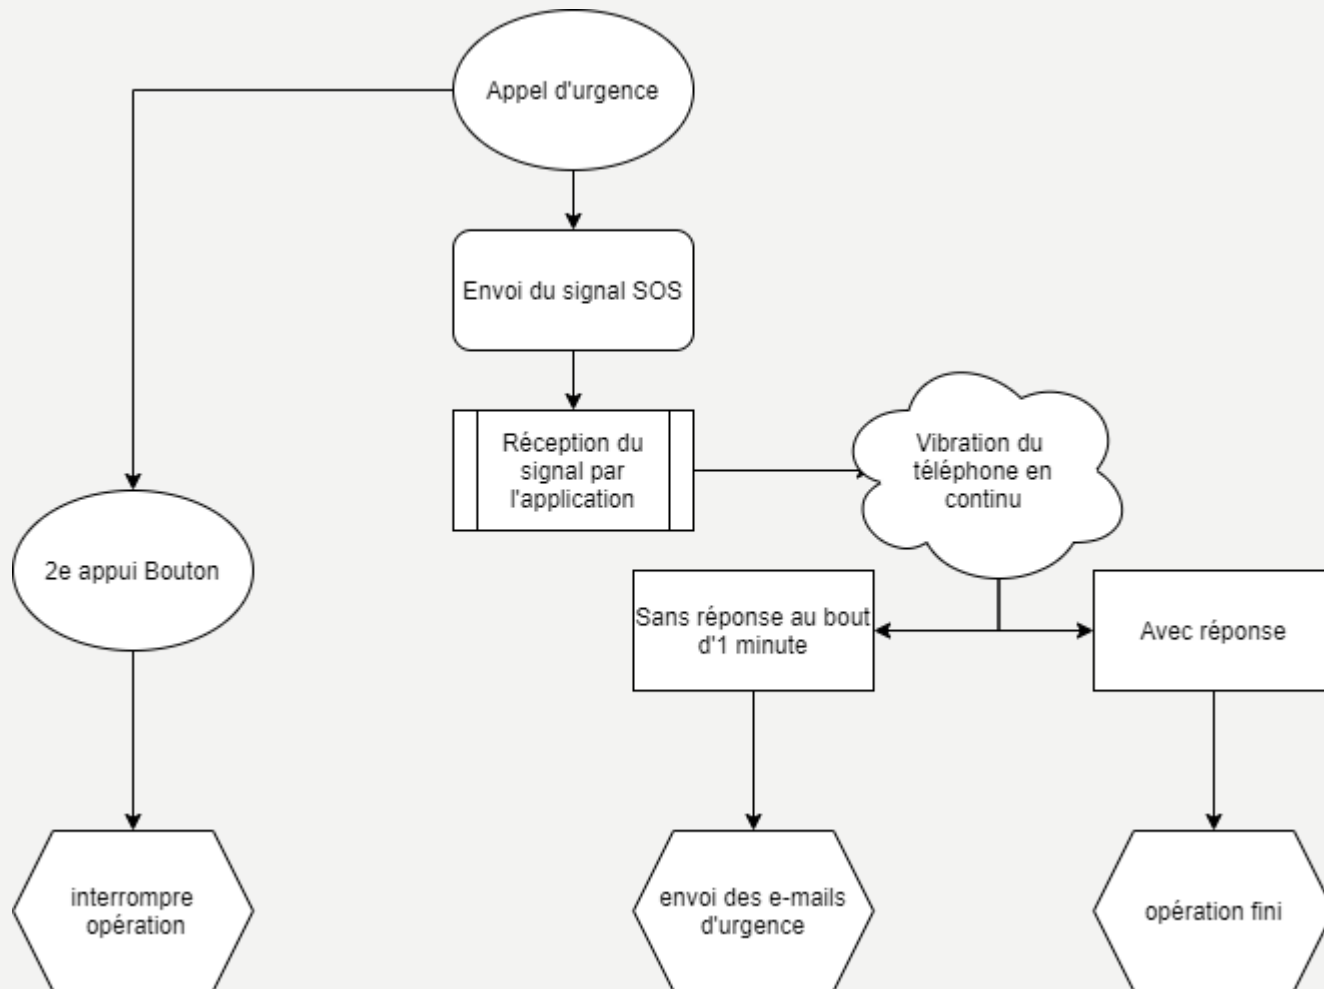 Appel d'urgence
Envoi du signal SOS
Réception du
signal par
l'application
Vibration du
téléphone en
continu
2e appui Bouton
Sans réponse au bout
d'1 minute
Avec réponse
interrompre
opération
envoi des e-mails
d'urgence
opération fini